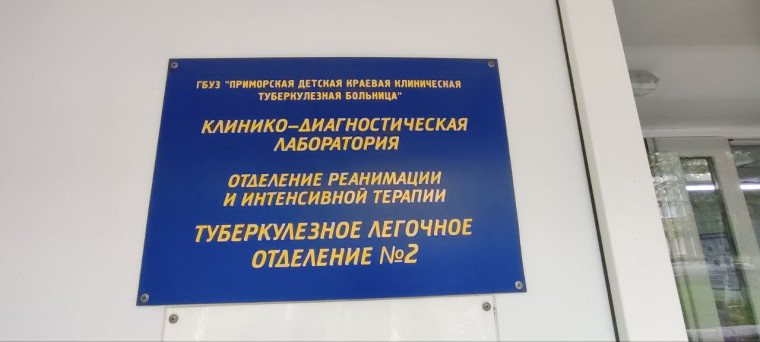 ГБУЗ "ПРИМОРСКАЯ ДЕТСКАЯ КРАЕВАЯ КЛИНИЧЕСКАЯ
ТУБЕРКУЛЕЗНАЯ БОЛЬНИЦА"
КЛИНИКО-ДИАГНОСТИЧЕСКАЯ
ЛАБОРАТОРИЯ
ОТДЕЛЕНИЕ РЕАНИМАЦИИ
И ИНТЕНСИВНОЙ ТЕРАПИИ
ТУБЕРКУЛЕЗНОЕ ЛЕГОЧНОЕ
ОТДЕЛЕНИЕ №2